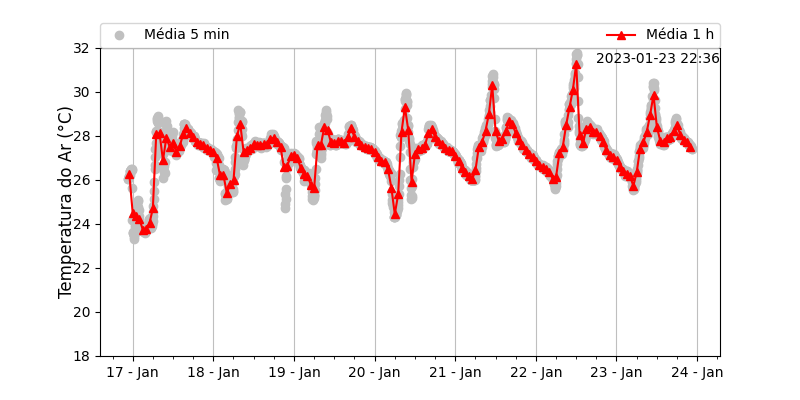 Média 5 min
Média 1 h
2023-01-23 22:36
Temperatura do Ar (°C)
32
30
28
26
24
22
20
18
17 - Jan
18 - Jan
19 - Jan
20 - Jan
21 - Jan
22 - Jan
23 - Jan
24 - Jan